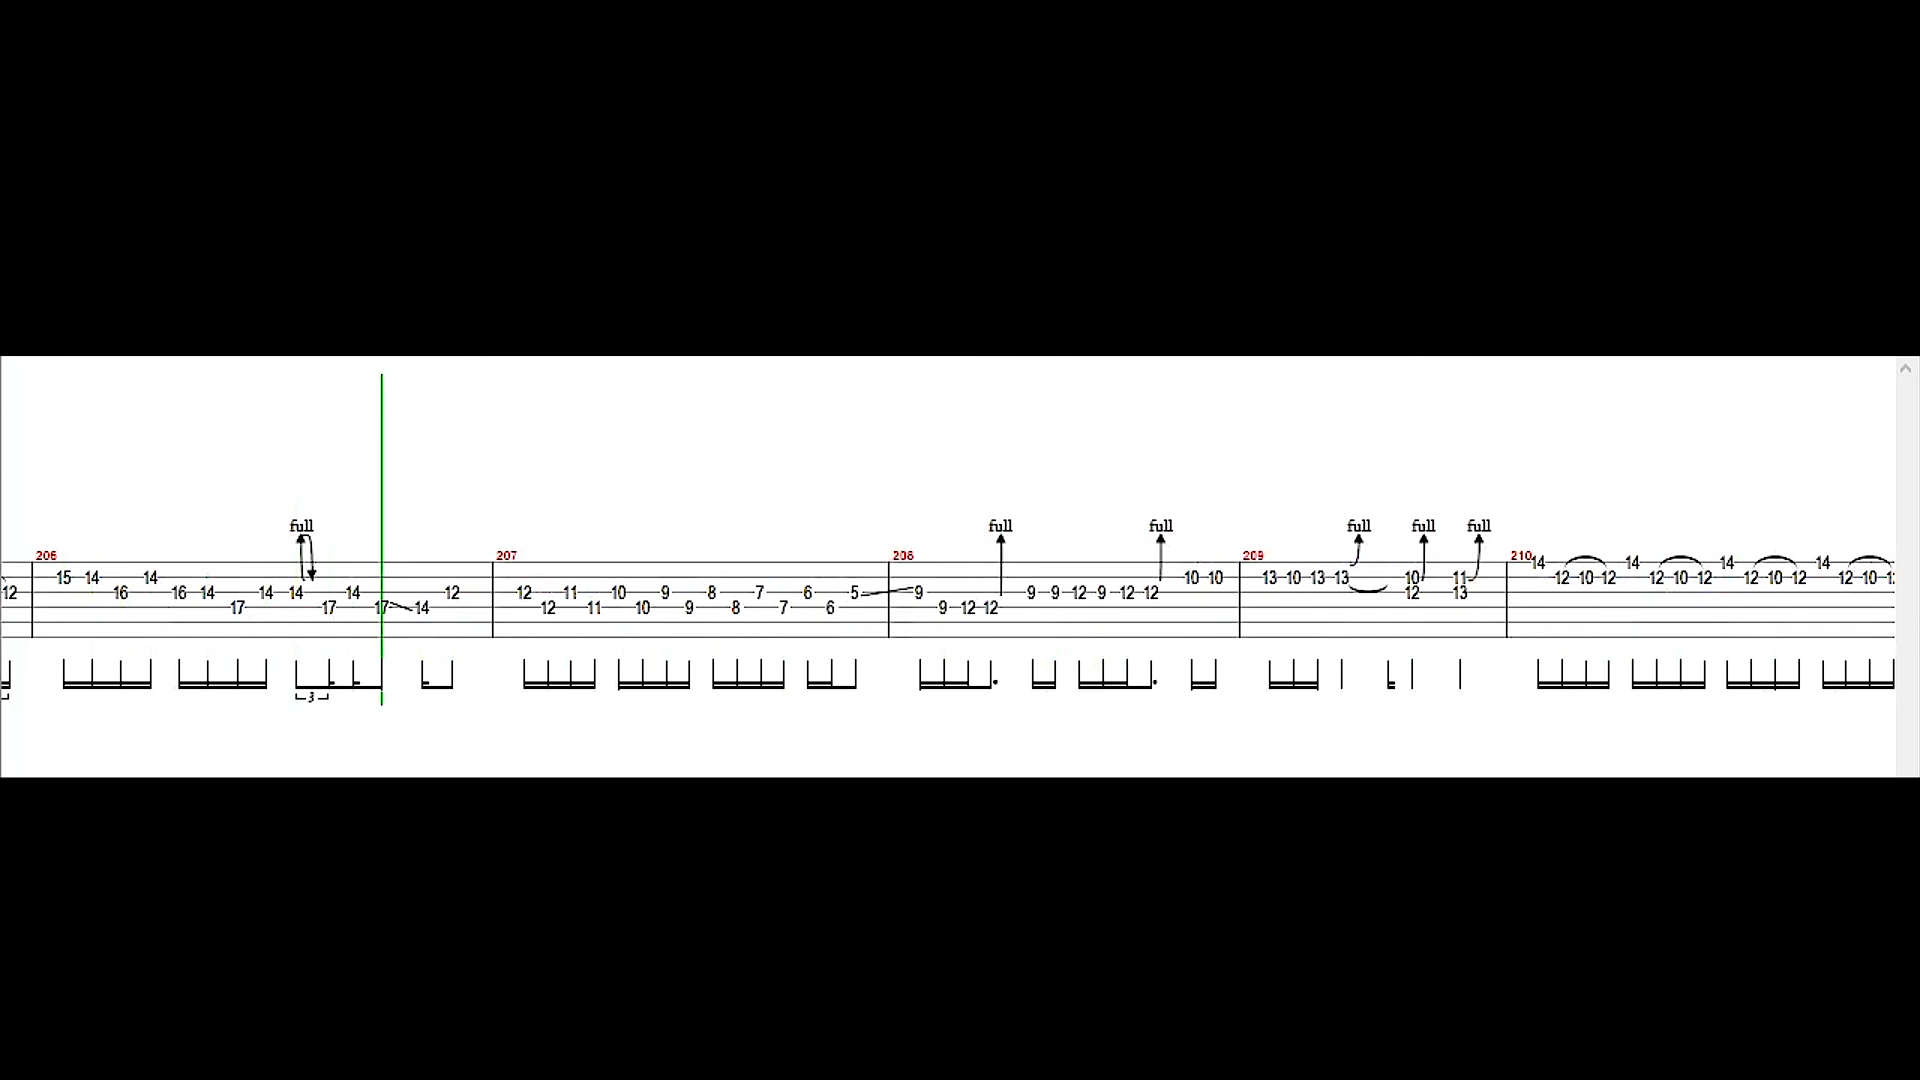 full full full full full full
206 207 208 209 210
14 14 14 14
15 14 14 10 10 13 10 13 13 10 11 12 10 12 12 10 12 12 10 12 12 10
12 16 16 14 14 14 14 12 12 11 10 9 8 7 6 5 9 9 9 12 9 12 12 12 13
17 17 17 14 12 11 10 9 8 7 6 9 12 12
3